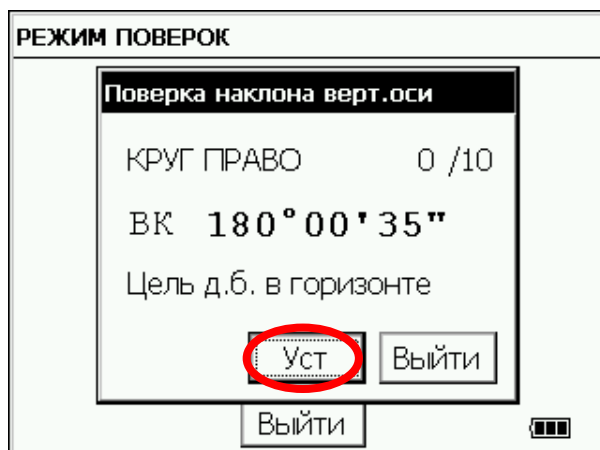 РЕЖИМ ПОВЕРОК
Поверка наклона верт.оси
КРУГ ПРАВО 0 /10
ВК 180°00'35"
Цель д.б. в горизонте
Уст Выйти
Выйти